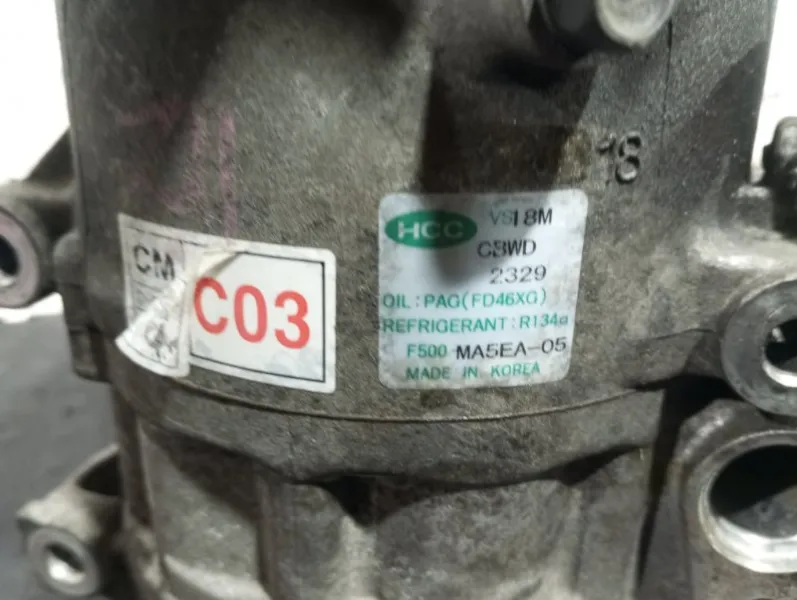 18
HCC VS18M
CBWD
2329
OIL : PAG(FD46XG)
REFRIGERANT : R134a
F500 MA5EA-05
MADE IN KOREA
CM
C03